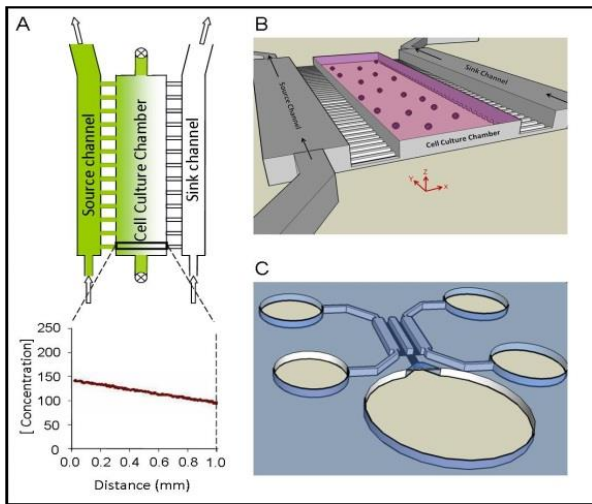 A
Source channel
Cell Culture Chamber
Sink channel
[ Concentration]
250
200
150
100
50
0
0.0 0.2 0.4 0.6 0.8 1.0
Distance (mm)
B
Source Channel
Sink Channel
Cell Culture Chamber
Y Z X
C